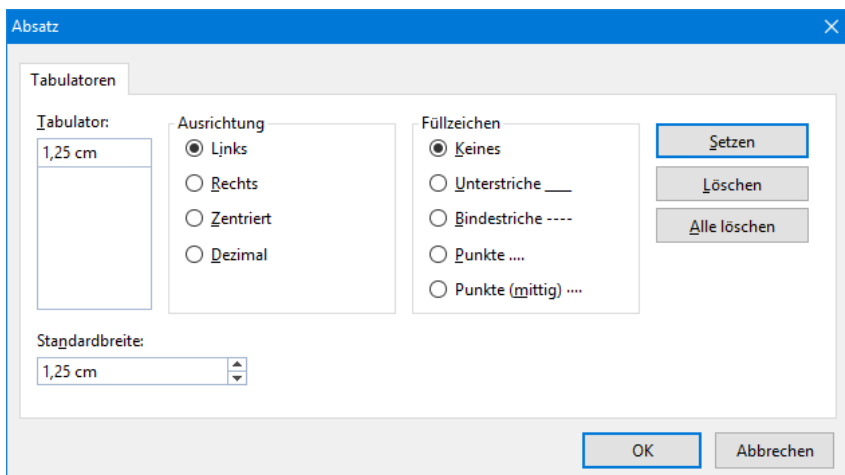 Absatz
Tabulatoren
Tabulator:
1,25 cm
Ausrichtung
Links
Rechts
Zentriert
Dezimal
Füllzeichen
Keines
Unterstriche ___
Bindestriche ----
Punkte ....
Punkte (mittig) ····
Setzen
Löschen
Alle löschen
Standardbreite:
1,25 cm
OK
Abbrechen